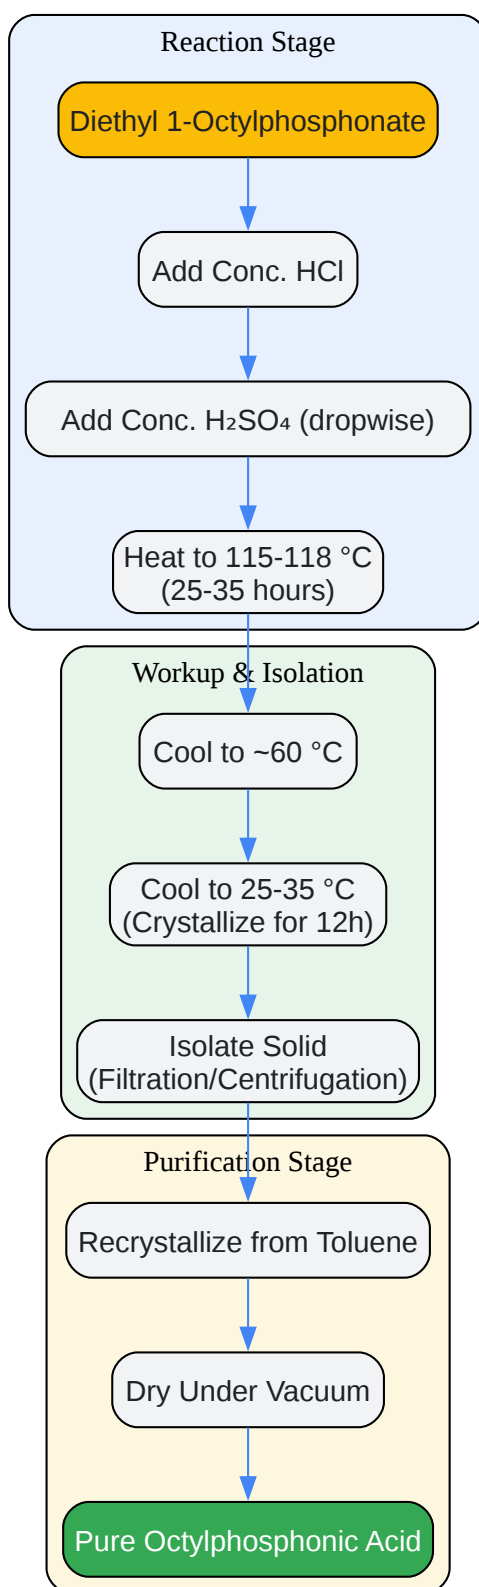 Reaction Stage
Diethyl 1-Octylphosphonate
Add Conc. HCl
Add Conc. H₂SO₄ (dropwise)
Heat to 115-118 °C
(25-35 hours)
Workup & Isolation
Cool to ~60 °C
Cool to 25-35 °C
(Crystallize for 12h)
Isolate Solid
(Filtration/Centrifugation)
Purification Stage
Recrystallize from Toluene
Dry Under Vacuum
Pure Octylphosphonic Acid